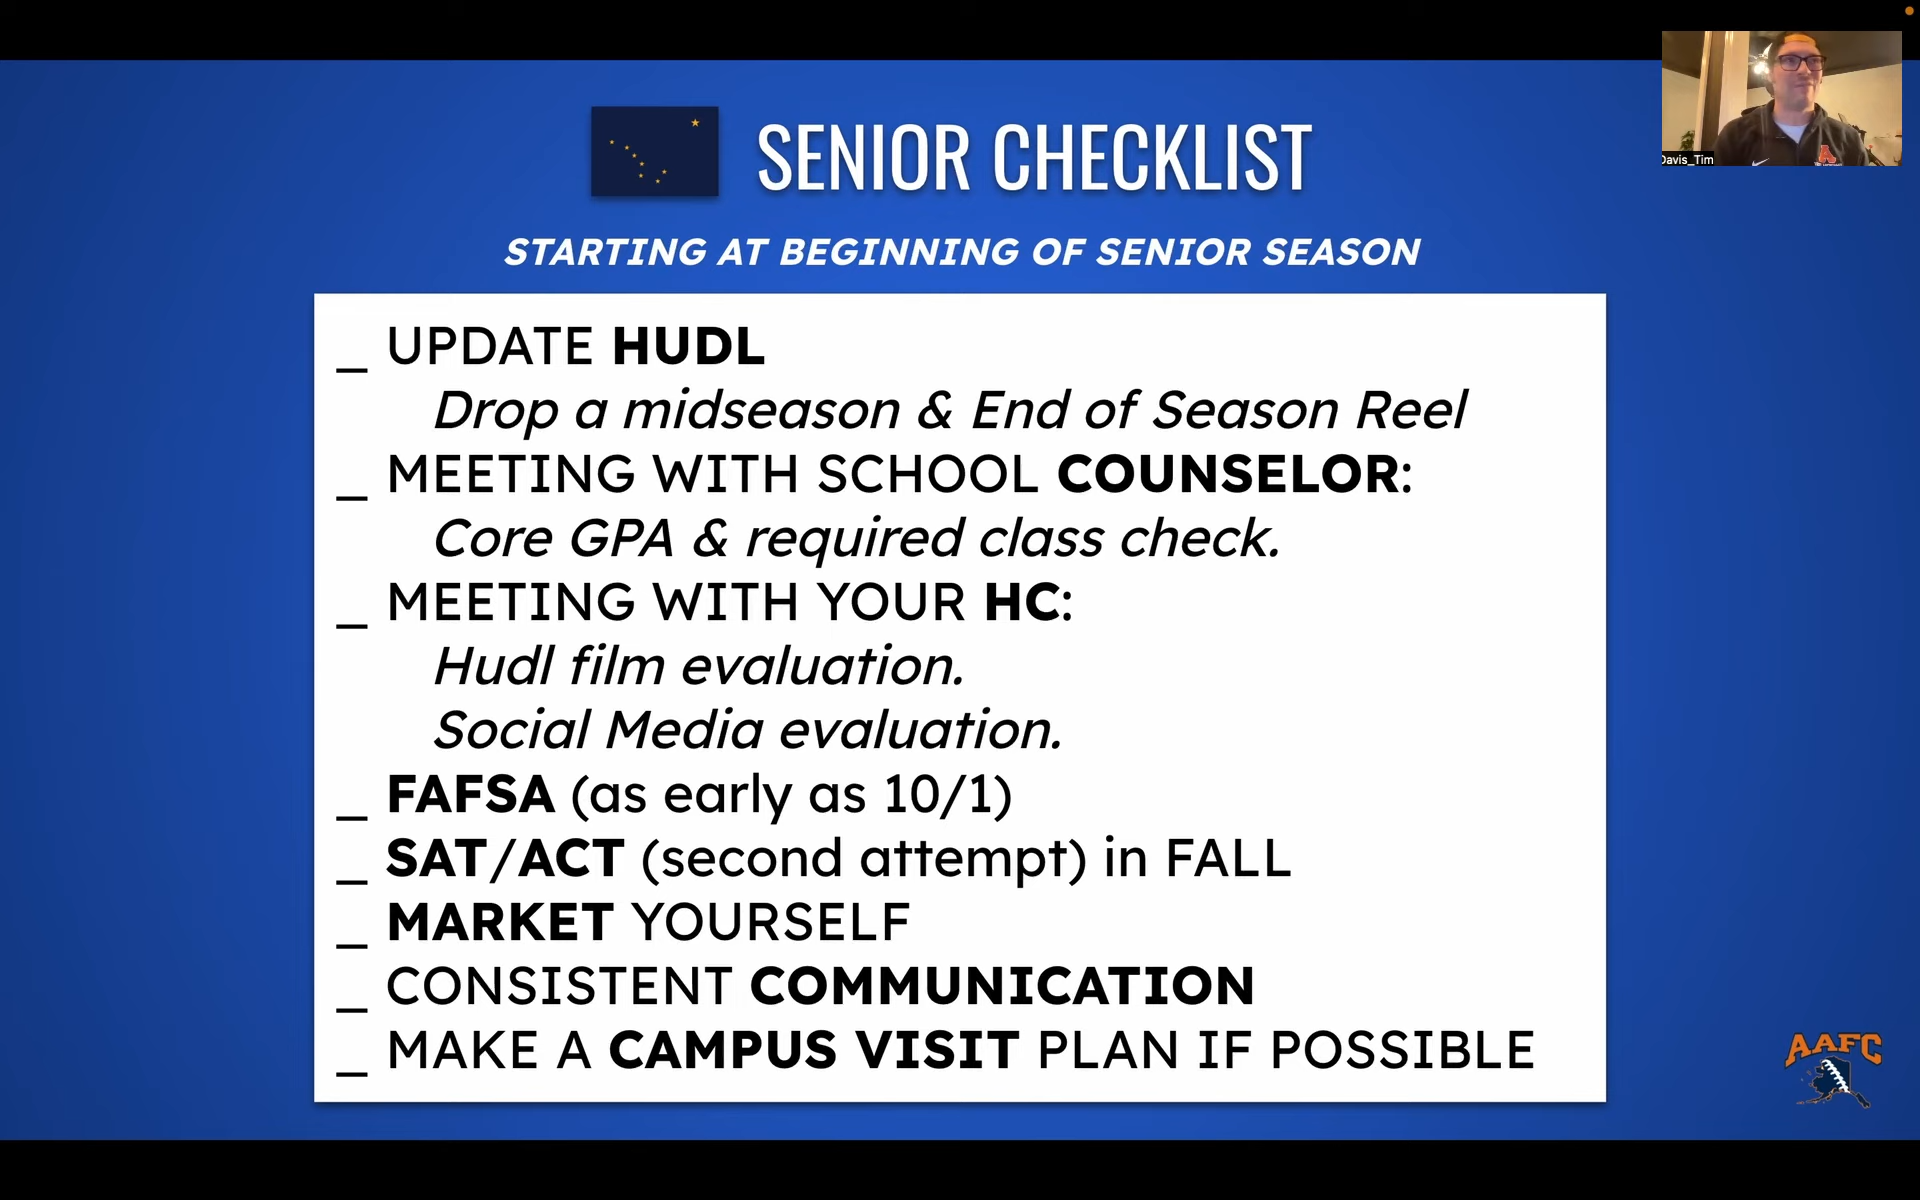 Davis_Tim
SENIOR CHECKLIST
STARTING AT BEGINNING OF SENIOR SEASON
_ UPDATE HUDL
Drop a midseason & End of Season Reel
_ MEETING WITH SCHOOL COUNSELOR:
Core GPA & required class check.
_ MEETING WITH YOUR HC:
Hudl film evaluation.
Social Media evaluation.
_ FAFSA (as early as 10/1)
_ SAT/ACT (second attempt) in FALL
_ MARKET YOURSELF
_ CONSISTENT COMMUNICATION
_ MAKE A CAMPUS VISIT PLAN IF POSSIBLE
AAFC
A